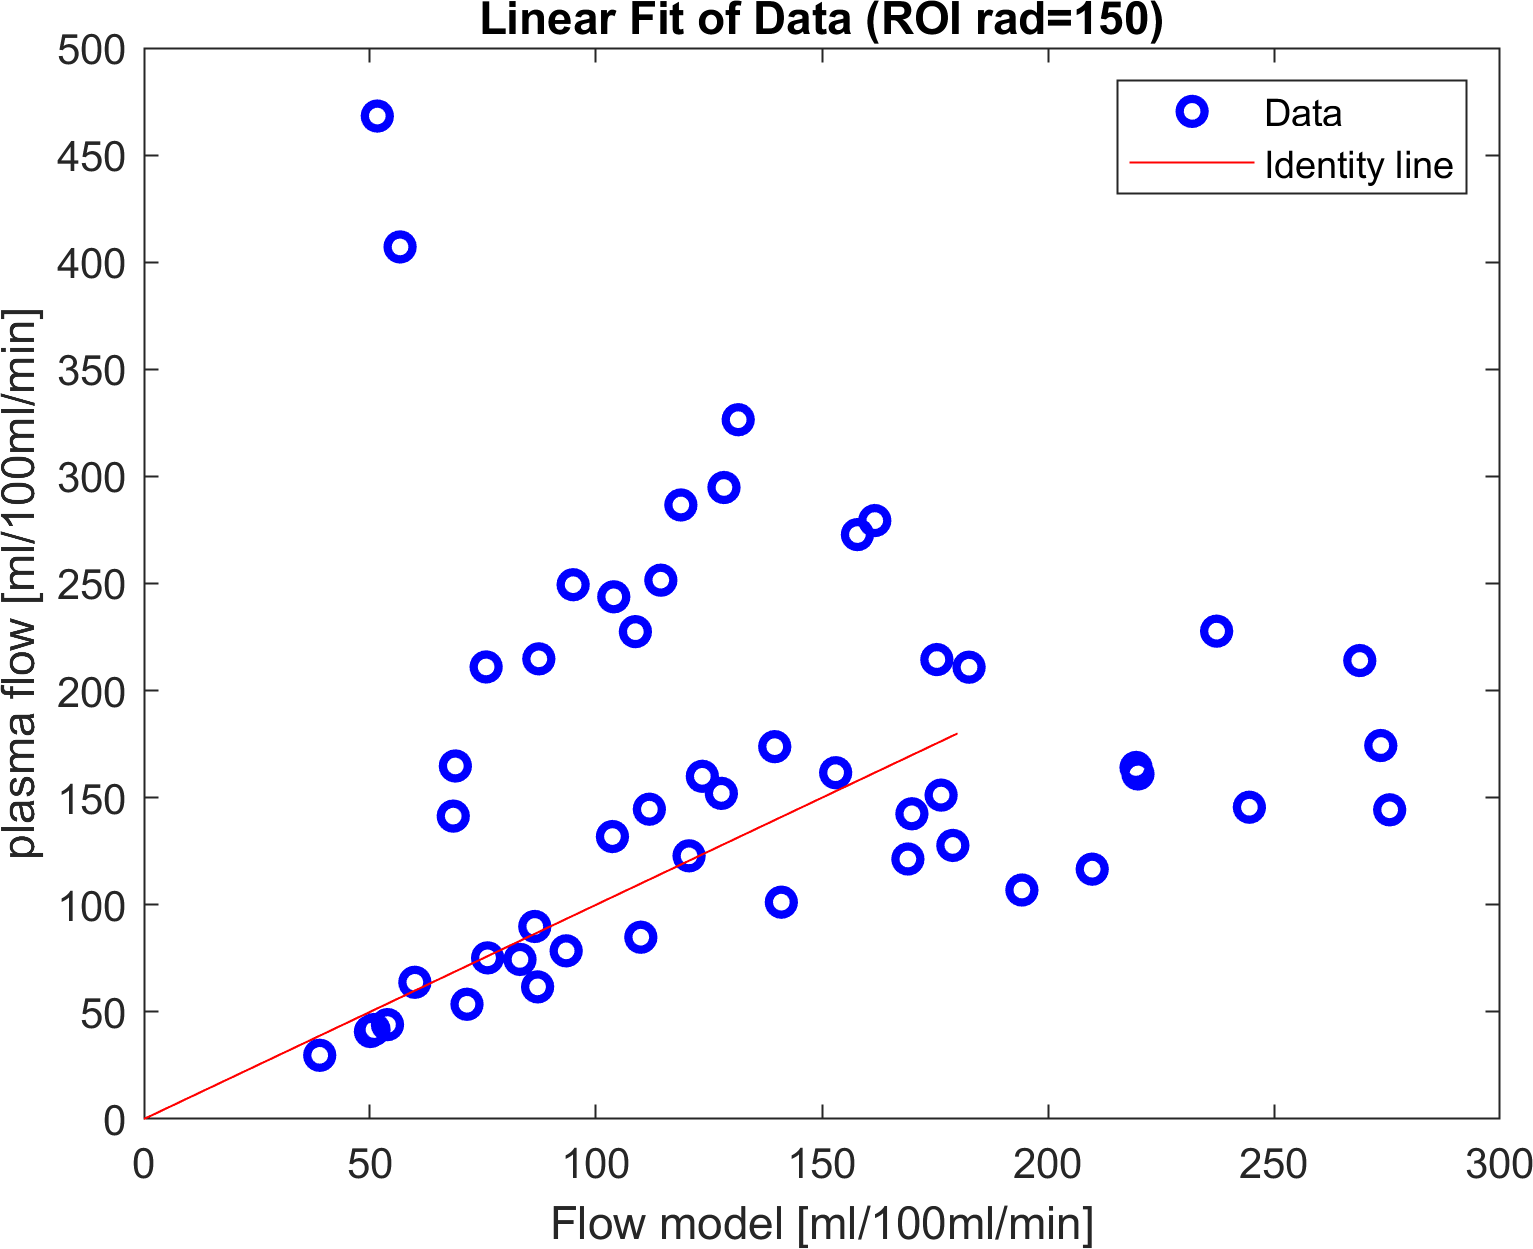 Linear Fit of Data (ROI rad=150)
Data
Identity line
500
450
400
350
300
250
200
150
100
50
0
plasma flow [ml/100ml/min]
0 50 100 150 200 250 300
Flow model [ml/100ml/min]